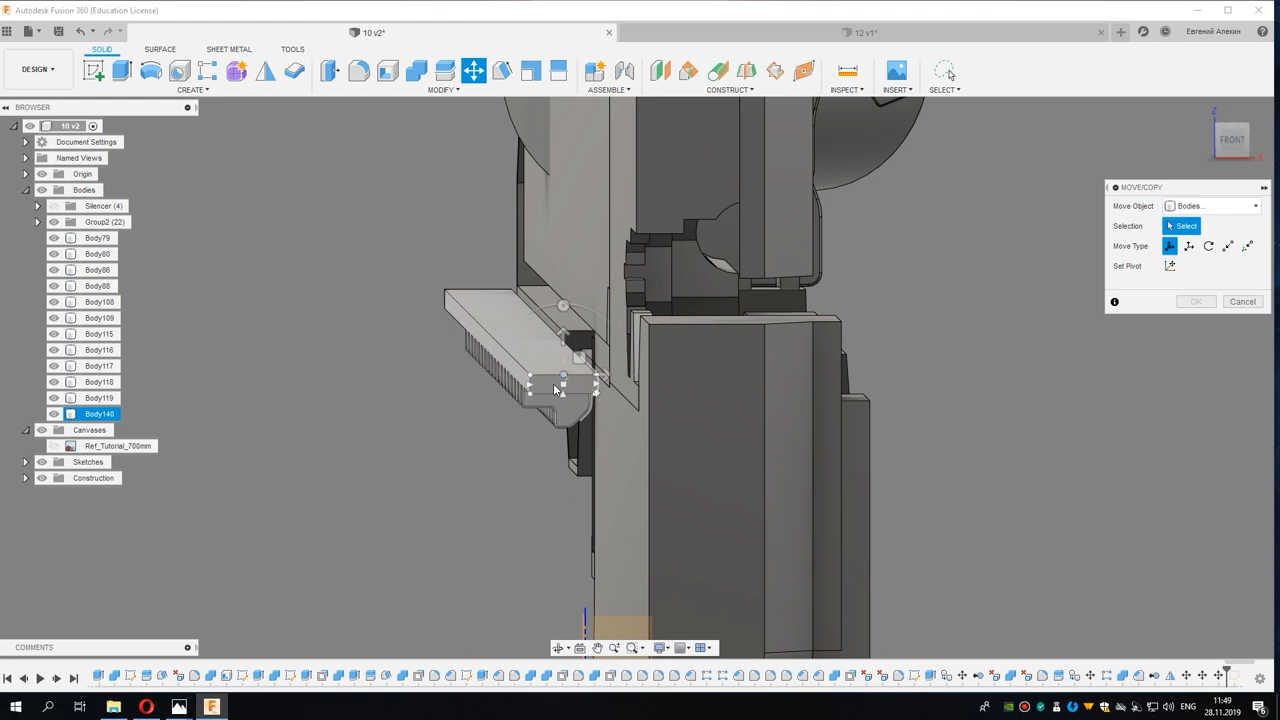 Autodesk Fusion 360 (Education License)
10 v2*
12 v1*
Евгений Апекин
DESIGN
SOLID
SURFACE
SHEET METAL
TOOLS
CREATE
MODIFY
ASSEMBLE
CONSTRUCT
INSPECT
INSERT
SELECT
BROWSER
10 v2
Document Settings
Named Views
Origin
Bodies
Silencer (4)
Group2 (22)
Body79
Body80
Body86
Body88
Body108
Body109
Body115
Body116
Body117
Body118
Body119
Body140
Canvases
Ref_Tutorial_700mm
Sketches
Construction
Z
FRONT
X
MOVE/COPY
Move Object
Bodies...
Selection
Select
Move Type
Set Pivot
OK
Cancel
COMMENTS
ENG
11:49
28.11.2019
6